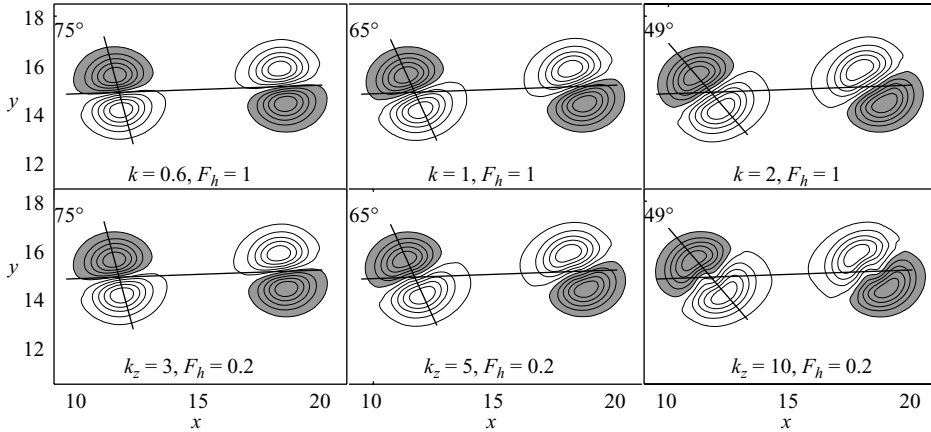 18
16
y
14
12
75°
k = 0.6, F_h = 1
65°
k = 1, F_h = 1
49°
k = 2, F_h = 1
18
16
y
14
12
75°
k_z = 3, F_h = 0.2
65°
k_z = 5, F_h = 0.2
49°
k_z = 10, F_h = 0.2
10 15 20
x
10 15 20
x
10 15 20
x